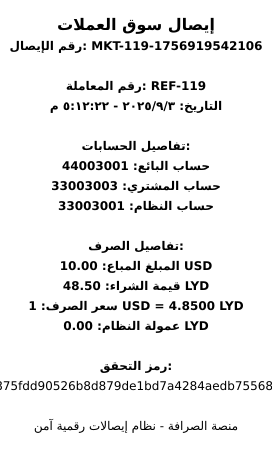 إيصال سوق العملات
رقم الإيصال: MKT-119-1756919542106
رقم المعاملة: REF-119
التاريخ: ٢٠٢٥/٩/٣ - ٥:١٢:٢٢ م
تفاصيل الحسابات:
حساب البائع: 44003001
حساب المشتري: 33003003
حساب النظام: 33003001
تفاصيل الصرف:
المبلغ المباع: 10.00 USD
قيمة الشراء: 48.50 LYD
سعر الصرف: 1 USD = 4.8500 LYD
عمولة النظام: 0.00 LYD
رمز التحقق:
375fdd90526b8d879de1bd7a4284aedb75568
منصة الصرافة - نظام إيصالات رقمية آمن